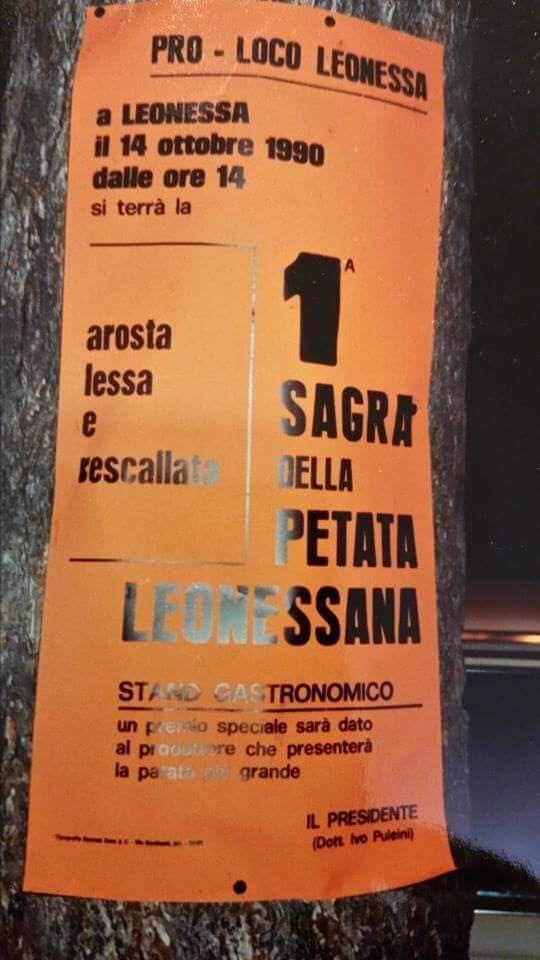 PRO - LOCO LEONESSA
a LEONESSA
il 14 ottobre 1990
dalle ore 14
si terrà la
1A
SAGRA
DELLA
PETATA
LEONESSANA
arosta
lessa
e
rescallata
STAND GASTRONOMICO
un premio speciale sarà dato
al produttore che presenterà
la patata più grande
IL PRESIDENTE
(Dott. Ivo Puleini)
Tipografia